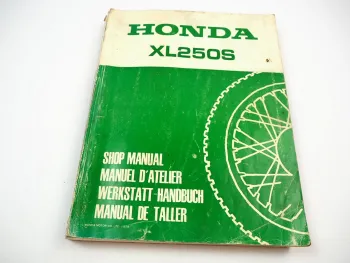 HONDA
XL250S
SHOP MANUAL
MANUEL D'ATELIER
WERKSTATT-HANDBUCH
MANUAL DE TALLER